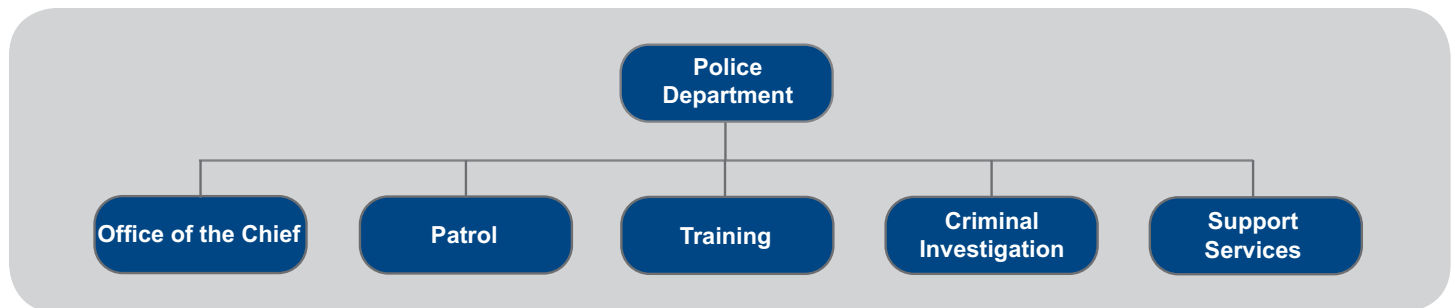 Police
Department
Office of the Chief
Patrol
Training
Criminal
Investigation
Support
Services